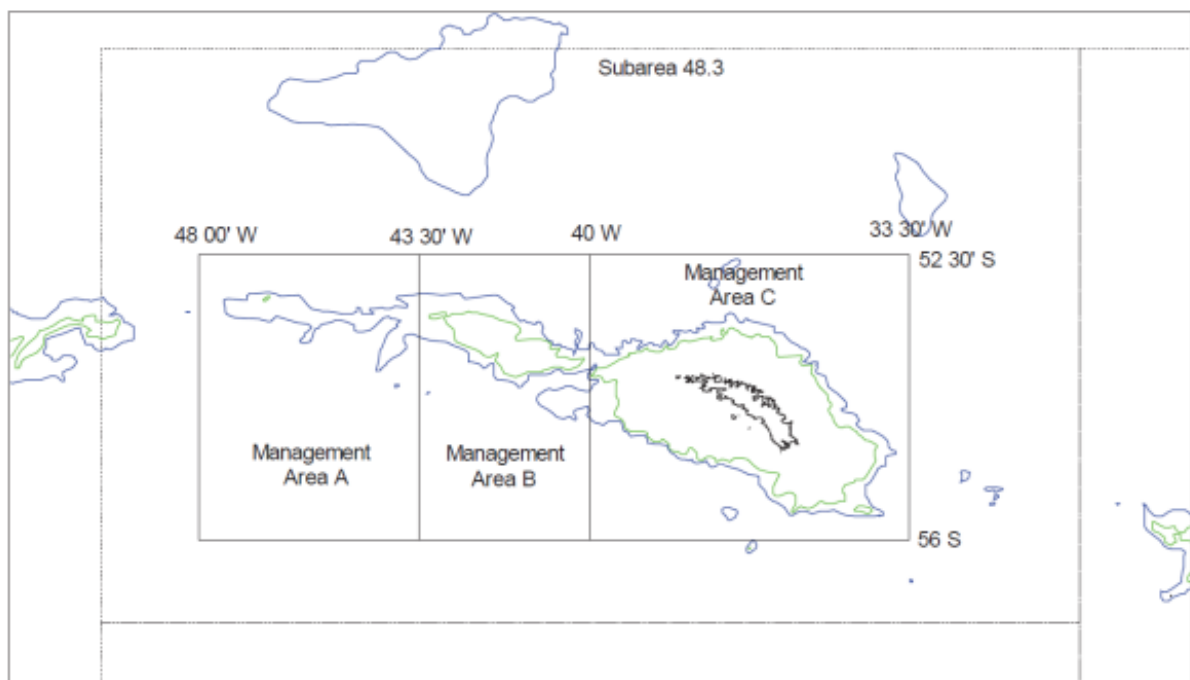 Subarea 48.3
48 00' W
43 30' W
40 W
33 30' W
52 30' S
Management
Area C
Management
Area A
Management
Area B
56 S